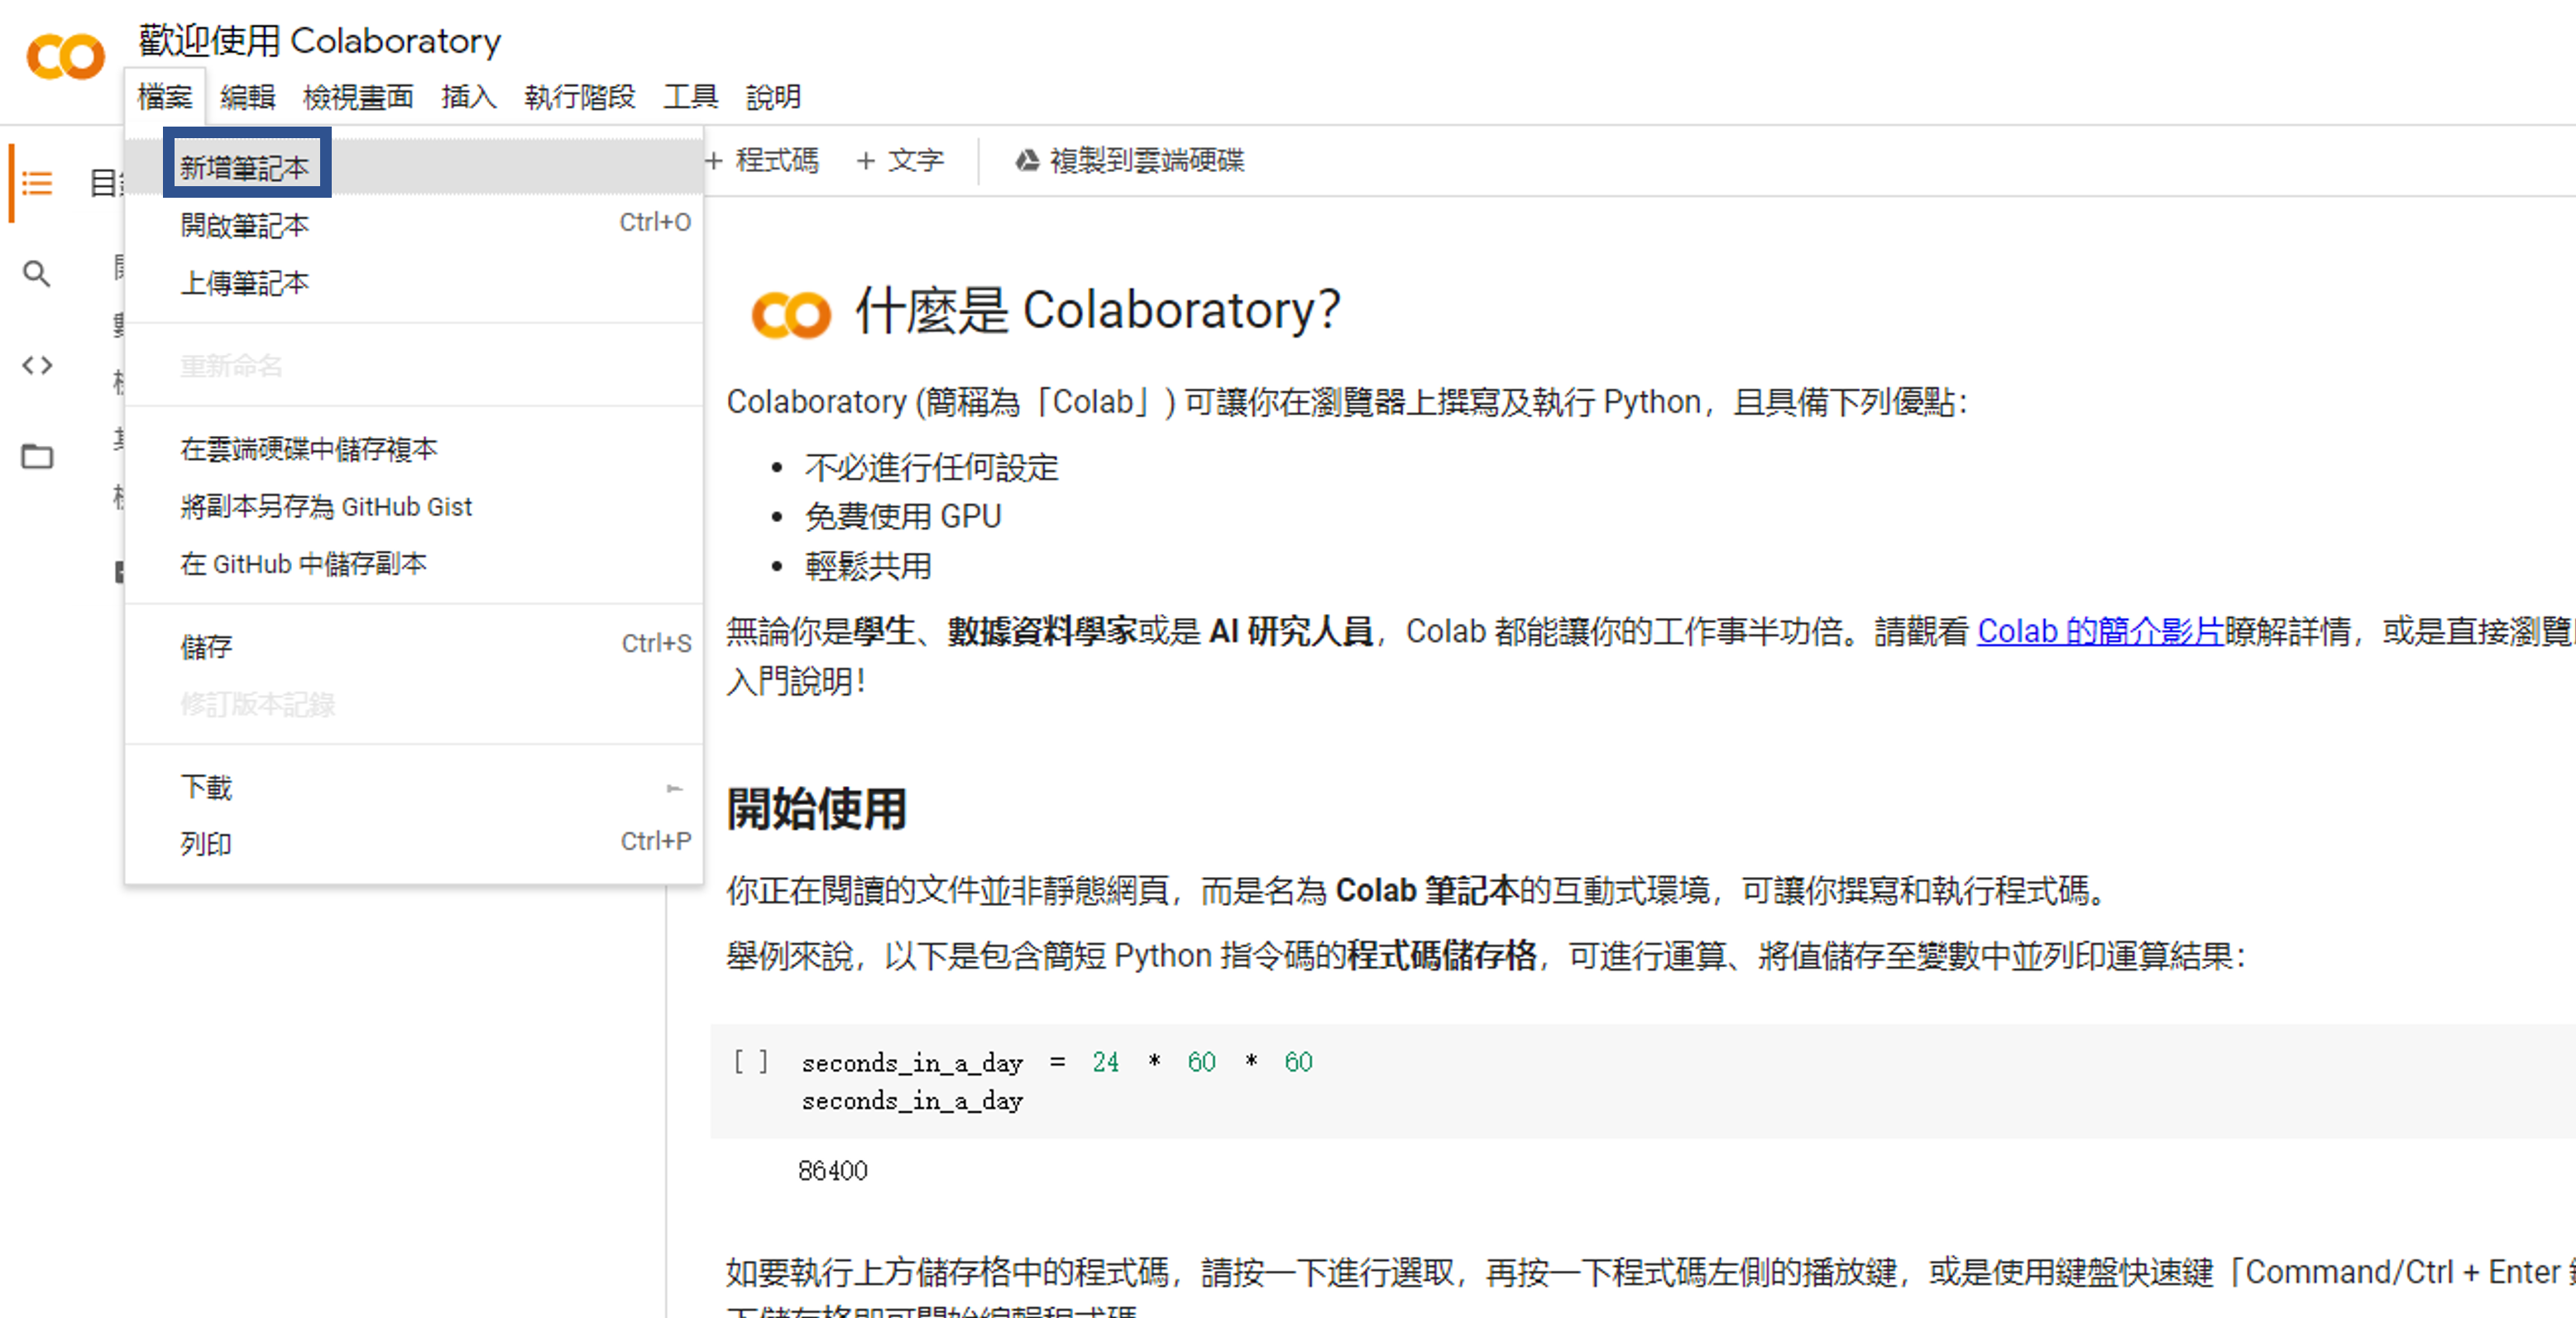 歡迎使用 Colaboratory
檔案 編輯 檢視畫面 插入 執行階段 工具 說明
+ 程式碼 + 文字 複製到雲端硬碟
目
新增筆記本
開啟筆記本 Ctrl+O
上傳筆記本
重新命名
在雲端硬碟中儲存複本
將副本另存為 GitHub Gist
在 GitHub 中儲存副本
儲存 Ctrl+S
修訂版本記錄
下載
列印 Ctrl+P
什麼是 Colaboratory？
Colaboratory (簡稱為「Colab」) 可讓你在瀏覽器上撰寫及執行 Python，且具備下列優點：
• 不必進行任何設定
• 免費使用 GPU
• 輕鬆共用
無論你是學生、數據資料學家或是 AI 研究人員，Colab 都能讓你的工作事半功倍。請觀看 Colab 的簡介影片瞭解詳情，或是直接瀏覽
入門說明！
開始使用
你正在閱讀的文件並非靜態網頁，而是名為 Colab 筆記本的互動式環境，可讓你撰寫和執行程式碼。
舉例來說，以下是包含簡短 Python 指令碼的程式碼儲存格，可進行運算、將值儲存至變數中並列印運算結果：
[ ] seconds_in_a_day = 24 * 60 * 60
seconds_in_a_day
86400
如要執行上方儲存格中的程式碼，請按一下進行選取，再按一下程式碼左側的播放鍵，或是使用鍵盤快速鍵「Command/Ctrl + Enter
下儲存格即可開始編輯程式碼